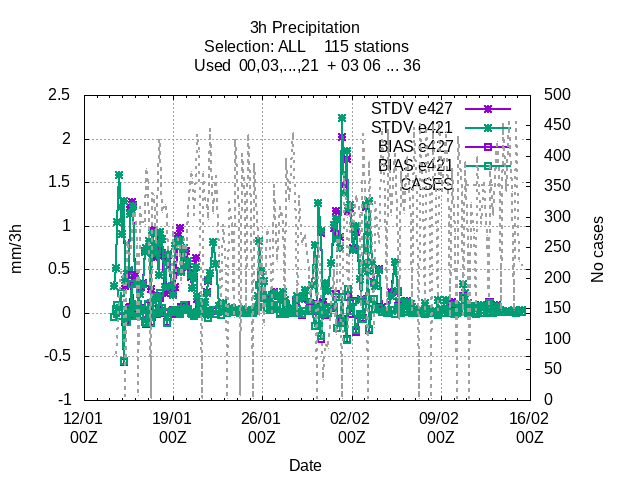 3h Precipitation
Selection: ALL 115 stations
Used 00,03,...,21 + 03 06 ... 36
2.5 500
STDV e427
450
STDV e421
2
BIAS e427
400
BIAS e421
CASES
1.5 350
300
1
250
0.5 200
150
0
100
-0.5
50
-1 0
12/01 19/01 26/01 02/02 09/02 16/02
00Z 00Z 00Z 00Z 00Z 00Z
Date
mm/3h
No cases